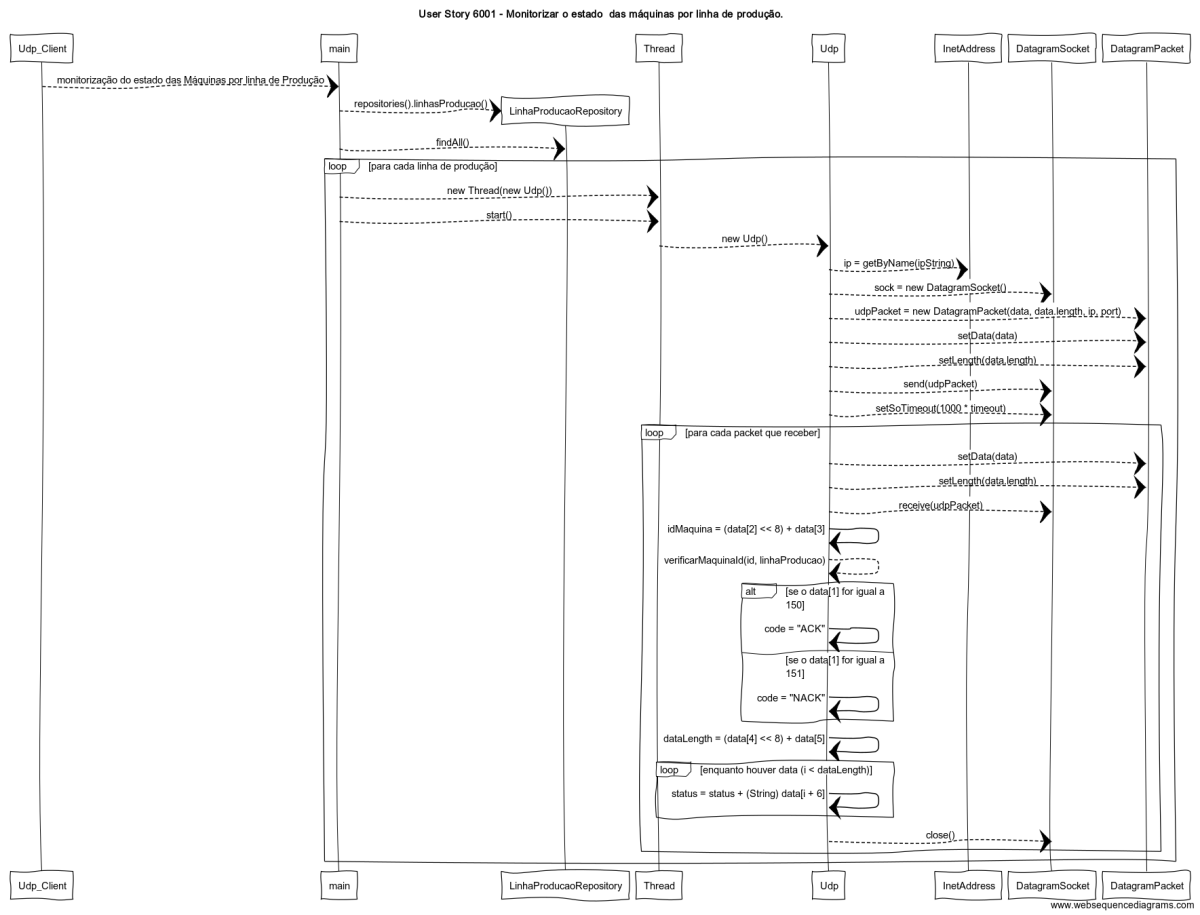 User Story 6001 - Monitorizar o estado  das máquinas por linha de produção.
Udp_Client
main
Thread
Udp
InetAddress
DatagramSocket
DatagramPacket
monitorização do estado das Máquinas por linha de Produção
repositories().linhasProducao()
LinhaProducaoRepository
findAll()
loop
[para cada linha de produção]
new Thread(new Udp())
start()
new Udp()
ip = getByName(ipString)
sock = new DatagramSocket()
udpPacket = new DatagramPacket(data, data.length, ip, port)
setData(data)
setLength(data.length)
send(udpPacket)
setSoTimeout(1000 * timeout)
loop
[para cada packet que receber]
setData(data)
setLength(data.length)
receive(udpPacket)
idMaquina = (data[2] << 8) + data[3]
verificarMaquinaId(id, linhaProducao)
alt
[se o data[1] for igual a
150]
code = "ACK"
[se o data[1] for igual a
151]
code = "NACK"
dataLength = (data[4] << 8) + data[5]
loop
[enquanto houver data (i < dataLength)]
status = status + (String) data[i + 6]
close()
Udp_Client
main
LinhaProducaoRepository
Thread
Udp
InetAddress
DatagramSocket
DatagramPacket
www.websequencediagrams.com